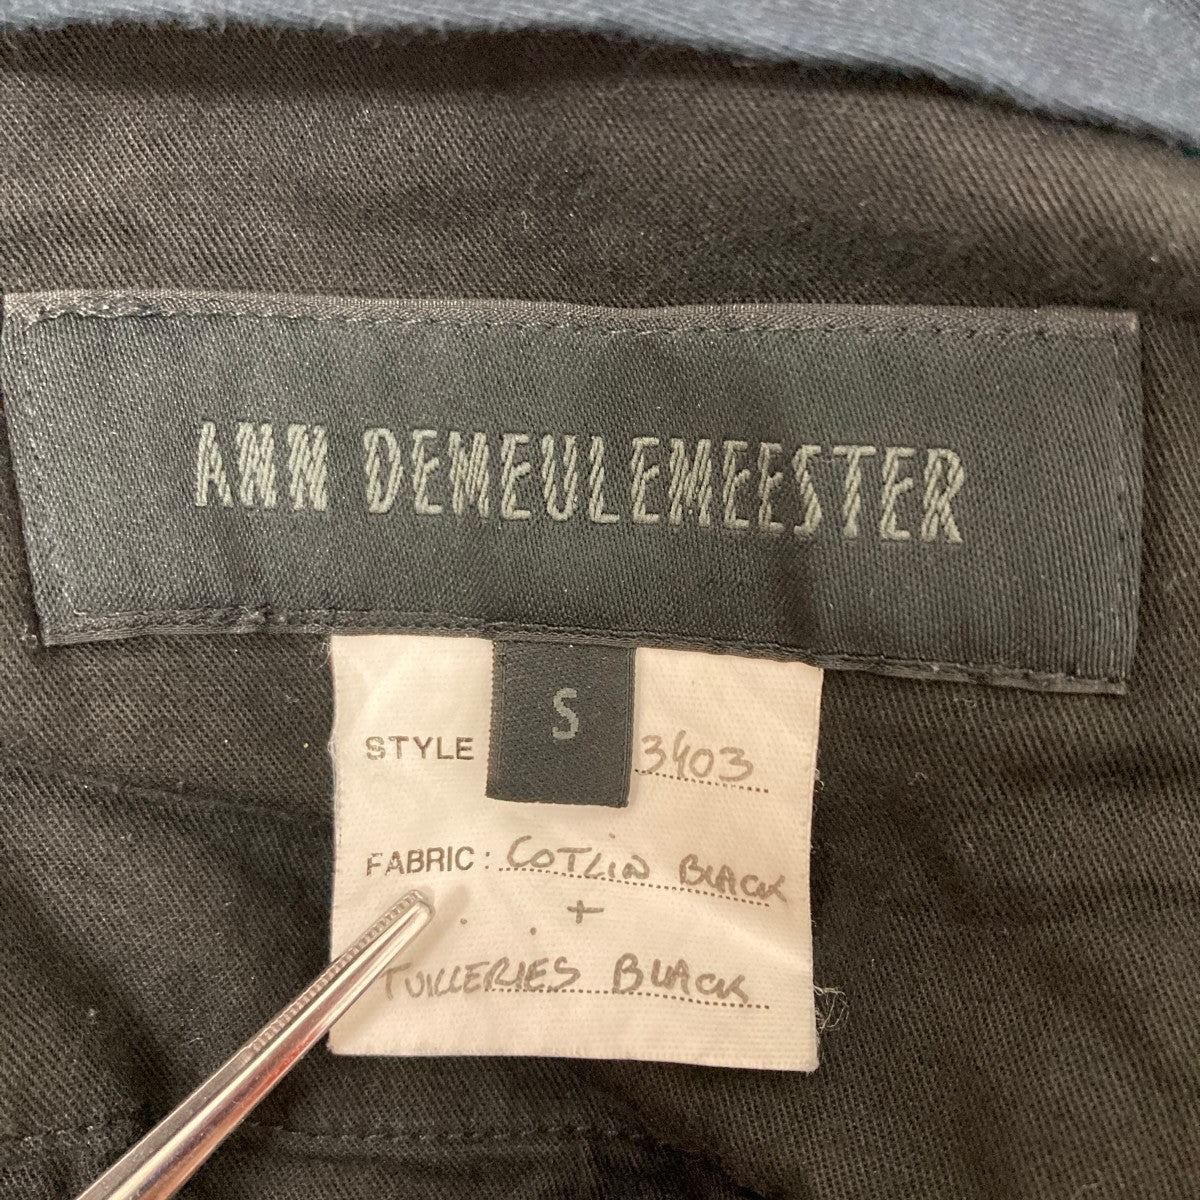 ANN DEMEULEMEESTER
S
STYLE 3403
FABRIC: COTLIN BLACK
+
TUILLERIES BLACK